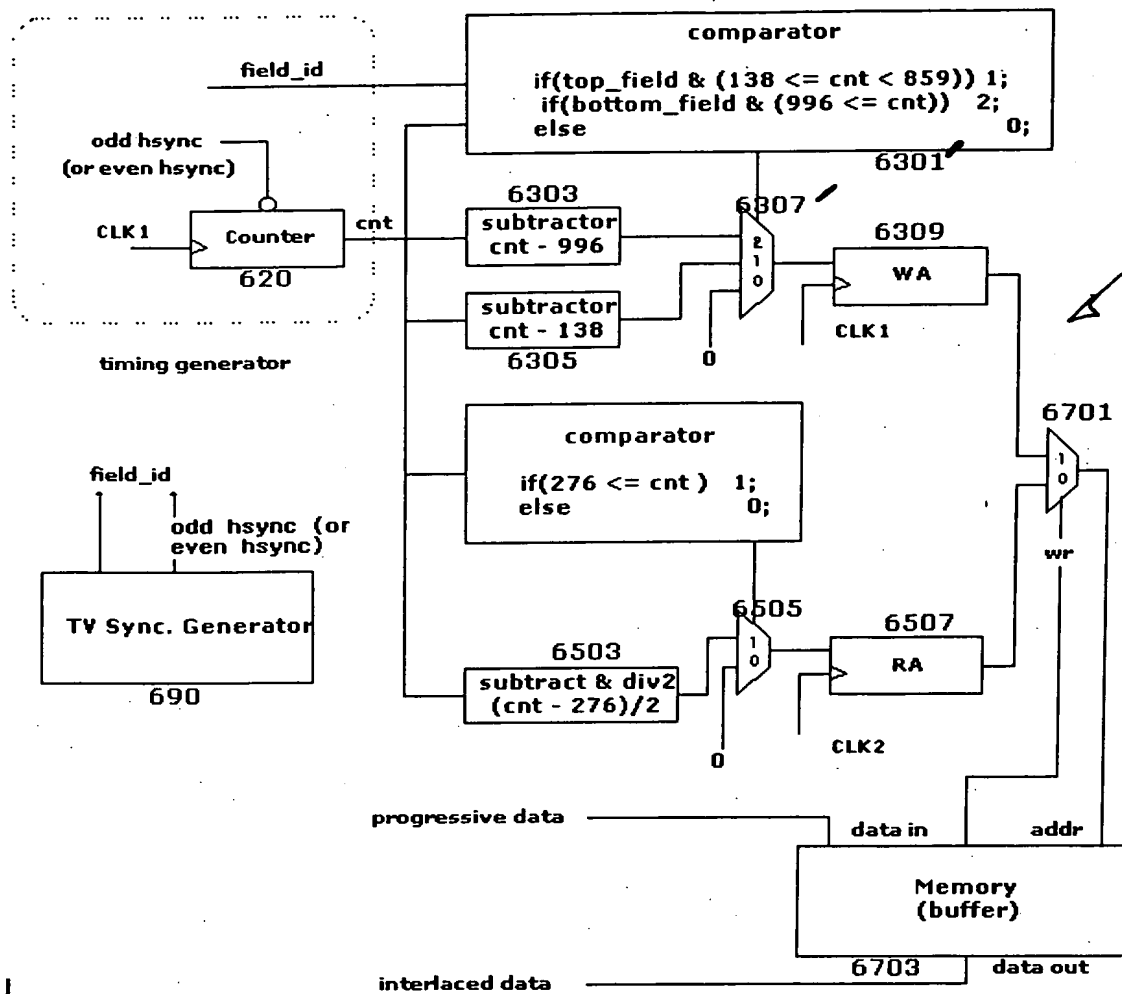 comparator
field_id
if(top_field & (138 <= cnt < 859)) 1;
if(bottom_field & (996 <= cnt)) 2;
else 0;
6301
odd hsync
(or even hsync)
CLK1
Counter
cnt
620
timing generator
6303
subtractor
cnt - 996
subtractor
cnt - 138
6305
6307
2
1
0
0
6309
WA
CLK1
comparator
if(276 <= cnt ) 1;
else 0;
6701
1
0
wr
field_id
odd hsync (or
even hsync)
TV Sync. Generator
690
6503
subtract & div2
(cnt - 276)/2
6505
1
0
0
6507
RA
CLK2
progressive data
data in
addr
Memory
(buffer)
6703
data out
interlaced data